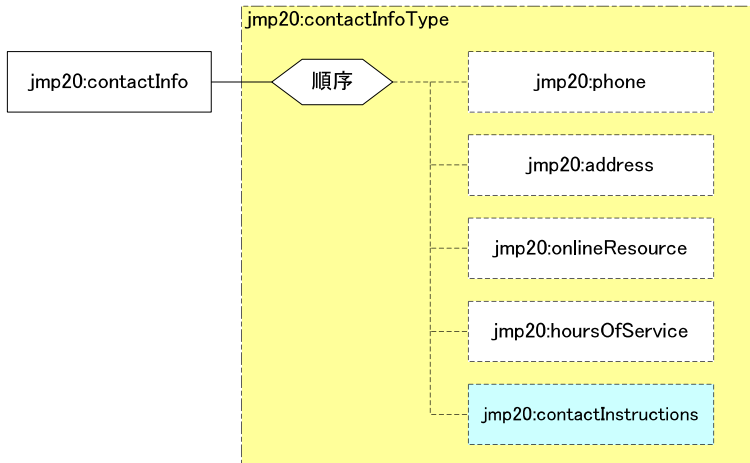 jmp20:contactInfoType
jmp20:contactInfo
順序
jmp20:phone
jmp20:address
jmp20:onlineResource
jmp20:hoursOfService
jmp20:contactInstructions